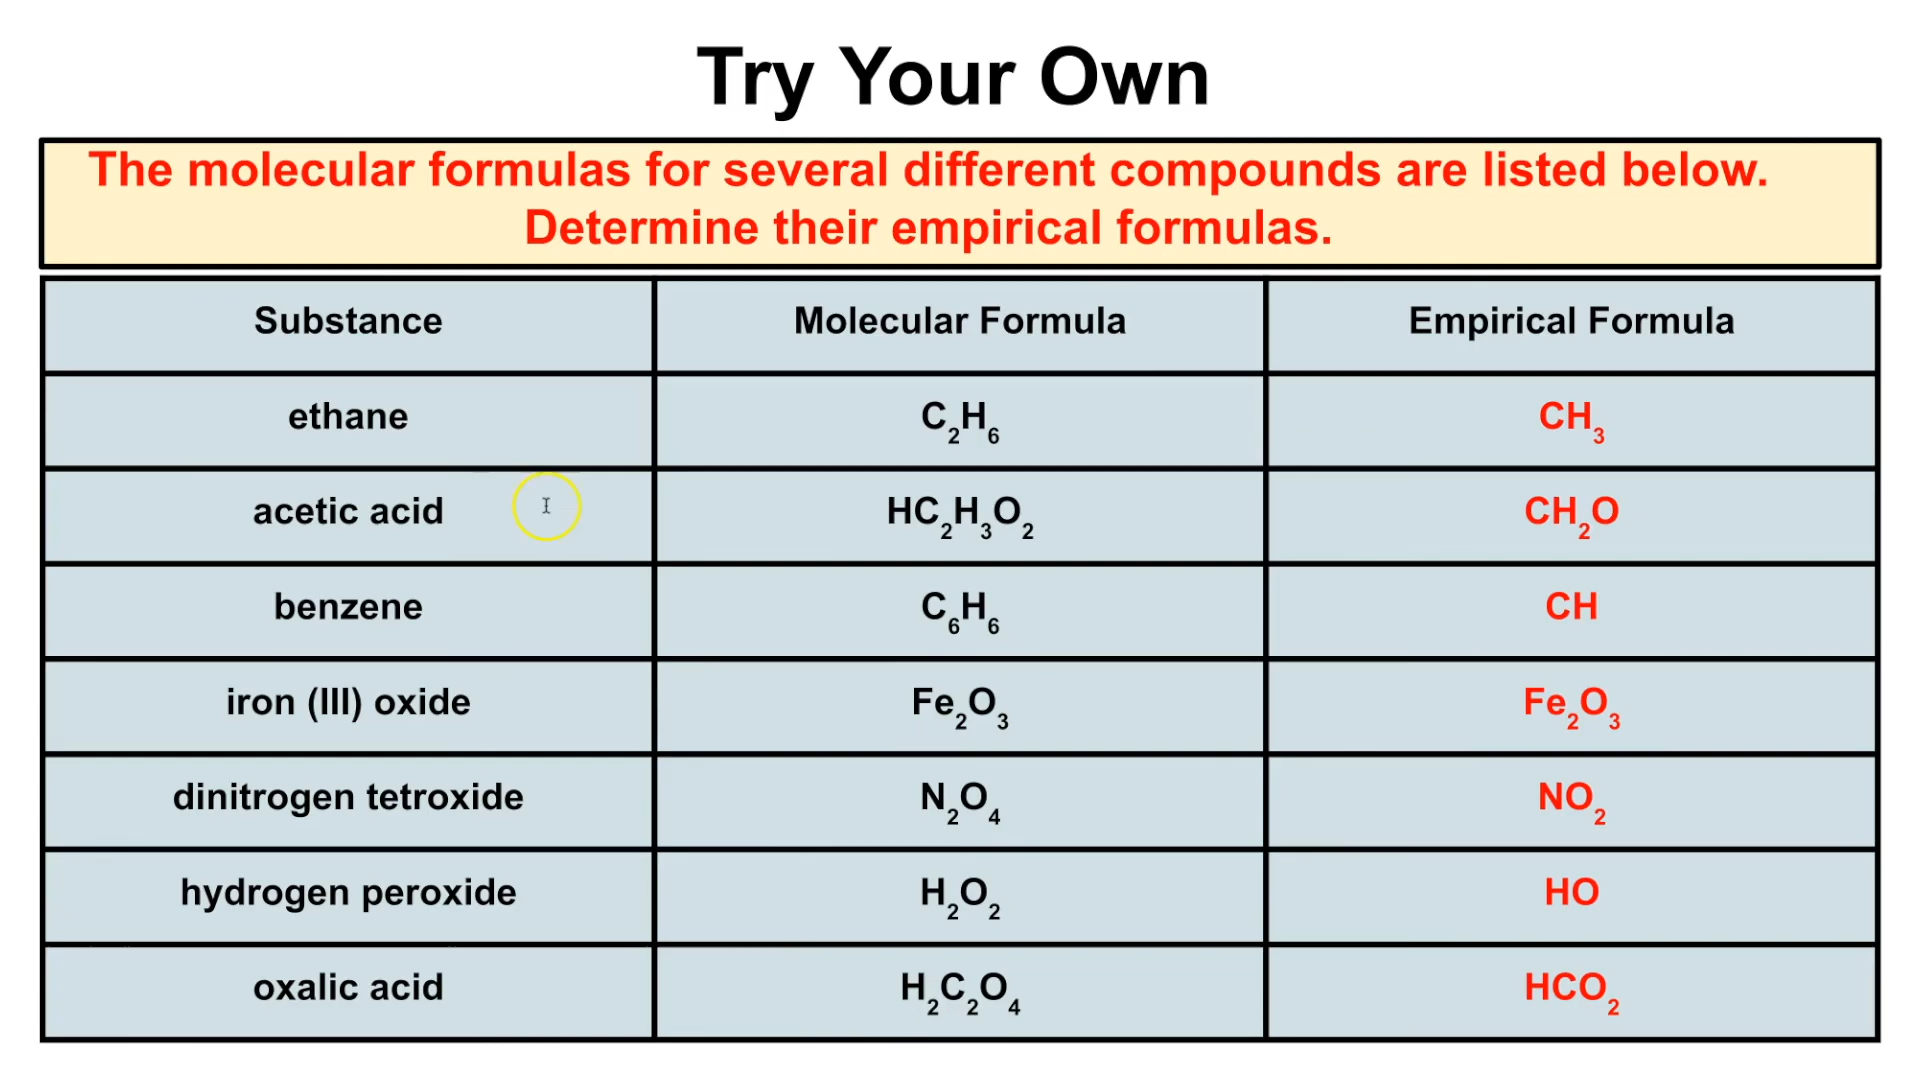 Try Your Own
The molecular formulas for several different compounds are listed below.
Determine their empirical formulas.
Substance Molecular Formula Empirical Formula
ethane C₂H₆ CH₃
acetic acid HC₂H₃O₂ CH₂O
benzene C₆H₆ CH
iron (III) oxide Fe₂O₃ Fe₂O₃
dinitrogen tetroxide N₂O₄ NO₂
hydrogen peroxide H₂O₂ HO
oxalic acid H₂C₂O₄ HCO₂